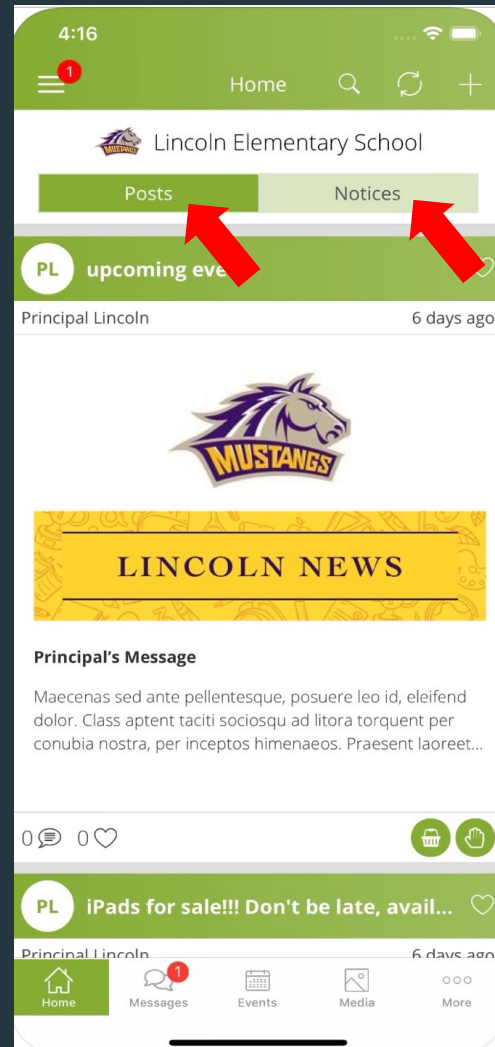 4:16
1
Home
MUSTANGS Lincoln Elementary School
Posts Notices
PL upcoming
Principal Lincoln 6 days ago
MUSTANGS
LINCOLN NEWS
Principal’s Message
Maecenas sed ante pellentesque, posuere leo id, eleifend
dolor. Class aptent taciti sociosqu ad litora torquent per
conubia nostra, per inceptos himenaeos. Praesent laoreet...
0 0
PL iPads for sale!!! Don't be late, avail...
Principal Lincoln 6 days ago
1
Home Messages Events Media More